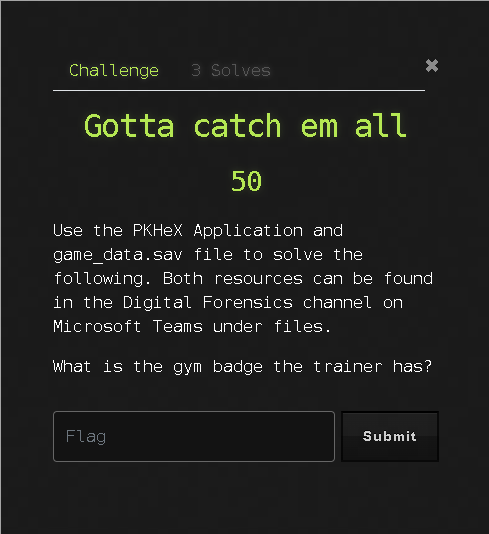 Challenge 3 Solves ✖
Gotta catch em all
50
Use the PKHeX Application and
game_data.sav file to solve the
following. Both resources can be found
in the Digital Forensics channel on
Microsoft Teams under files.
What is the gym badge the trainer has?
Flag Submit